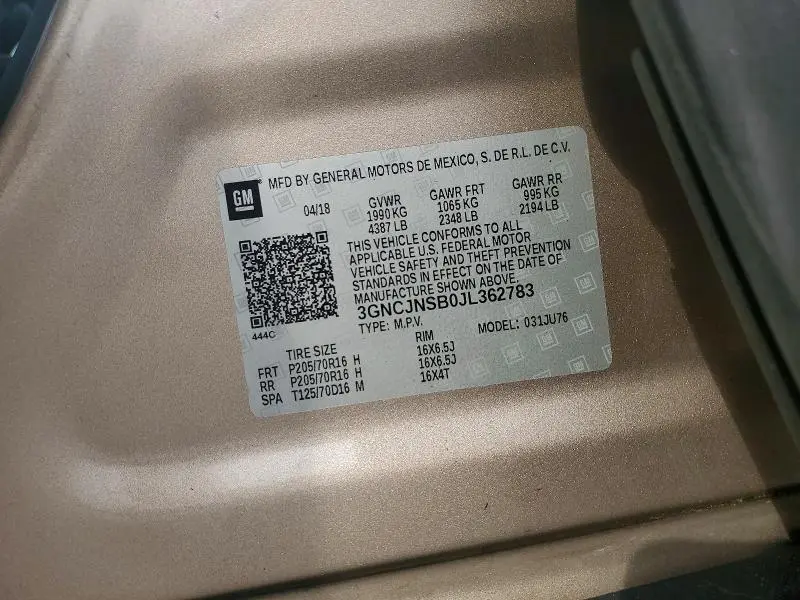 MFD BY GENERAL MOTORS DE MEXICO, S. DE R.L. DE C.V.
GM
04/18 GVWR GAWR FRT GAWR RR
1990 KG 1065 KG 995 KG
4387 LB 2348 LB 2194 LB
THIS VEHICLE CONFORMS TO ALL
APPLICABLE U.S. FEDERAL MOTOR
VEHICLE SAFETY AND THEFT PREVENTION
STANDARDS IN EFFECT ON THE DATE OF
MANUFACTURE SHOWN ABOVE.
3GNCJNSB0JL362783
TYPE: M.P.V. MODEL: 031JU76
444C
TIRE SIZE RIM
FRT P205/70R16 H 16X6.5J
RR P205/70R16 H 16X6.5J
SPA T125/70D16 M 16X4T